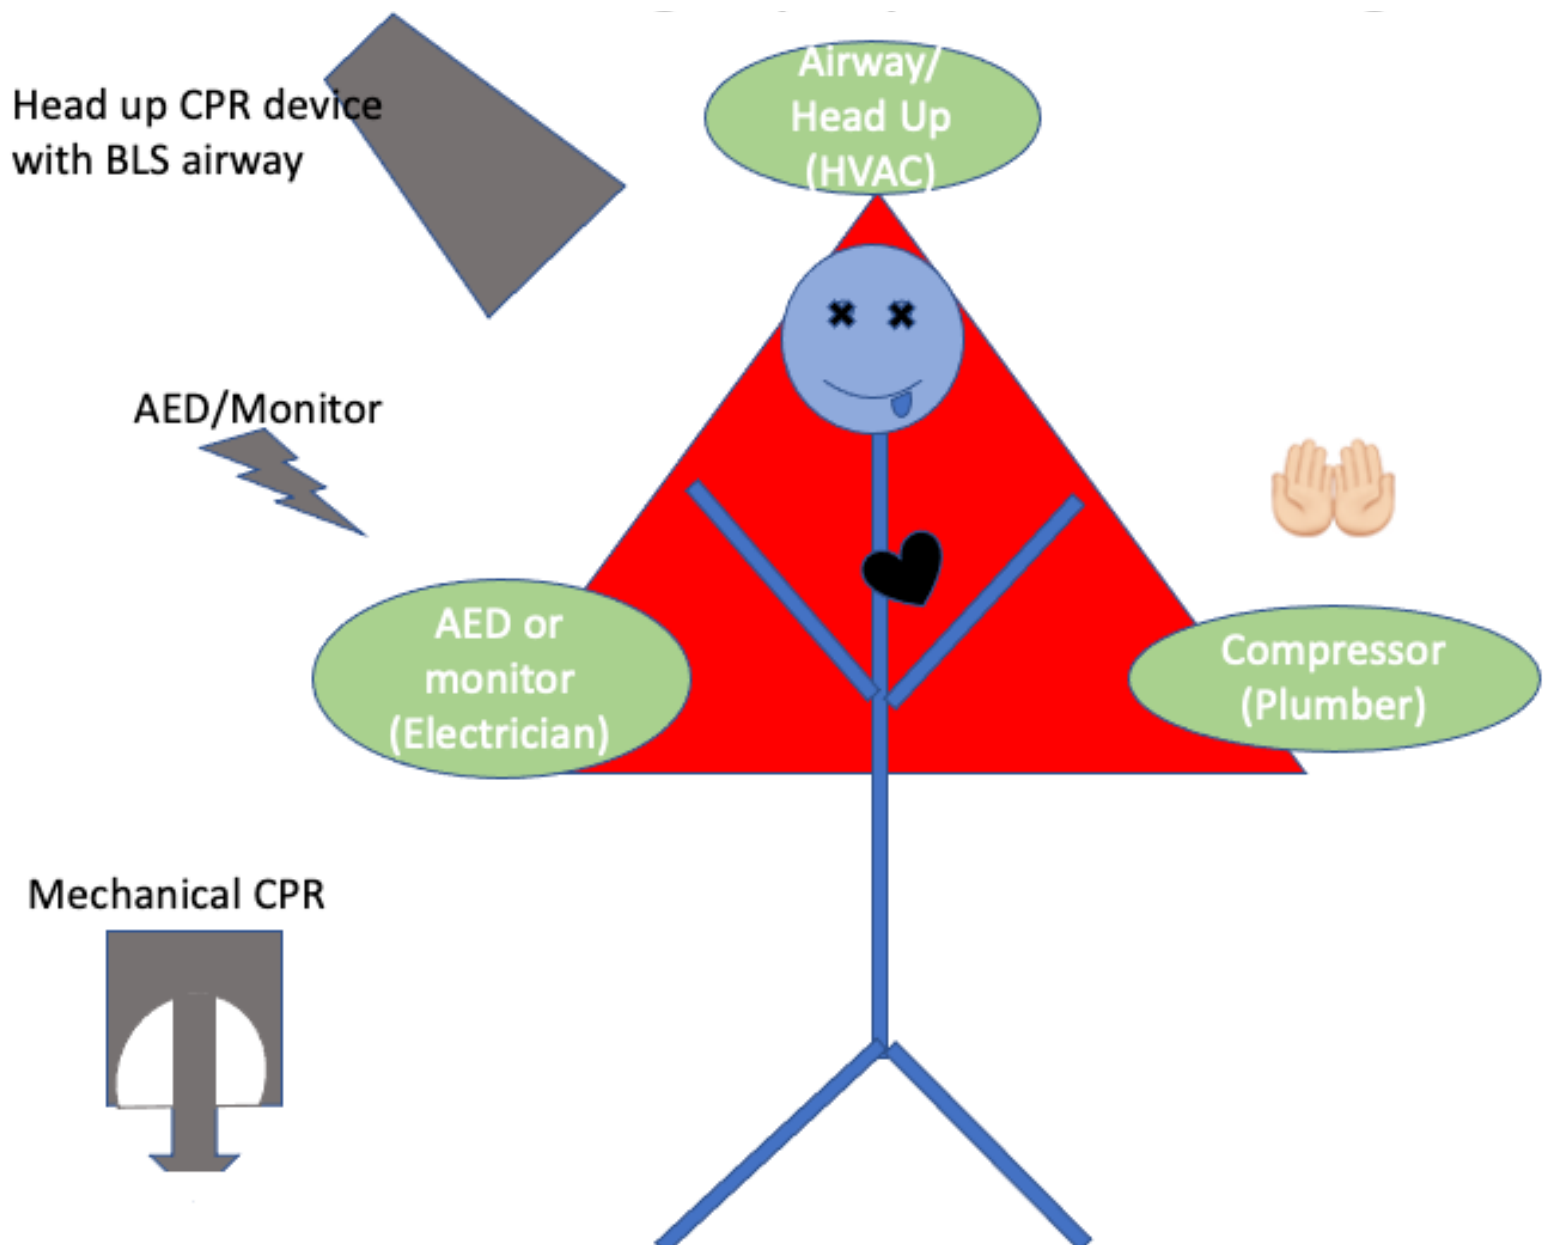 Airway/
Head Up
(HVAC)
Head up CPR device
with BLS airway
AED/Monitor
AED or
monitor
(Electrician)
Compressor
(Plumber)
Mechanical CPR